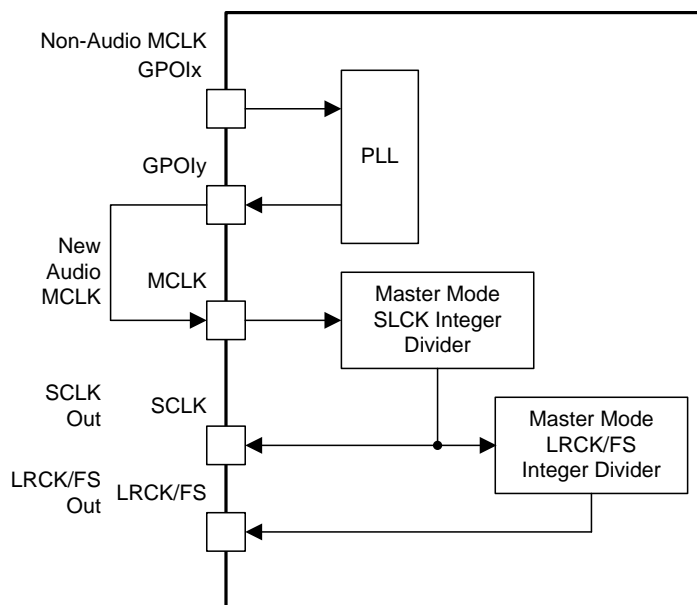 Non-Audio MCLK
GPOIx
PLL
GPOIy
New
Audio
MCLK
MCLK
Master Mode
SLCK Integer
Divider
SCLK
Out
SCLK
Master Mode
LRCK/FS
Integer Divider
LRCK/FS
Out
LRCK/FS